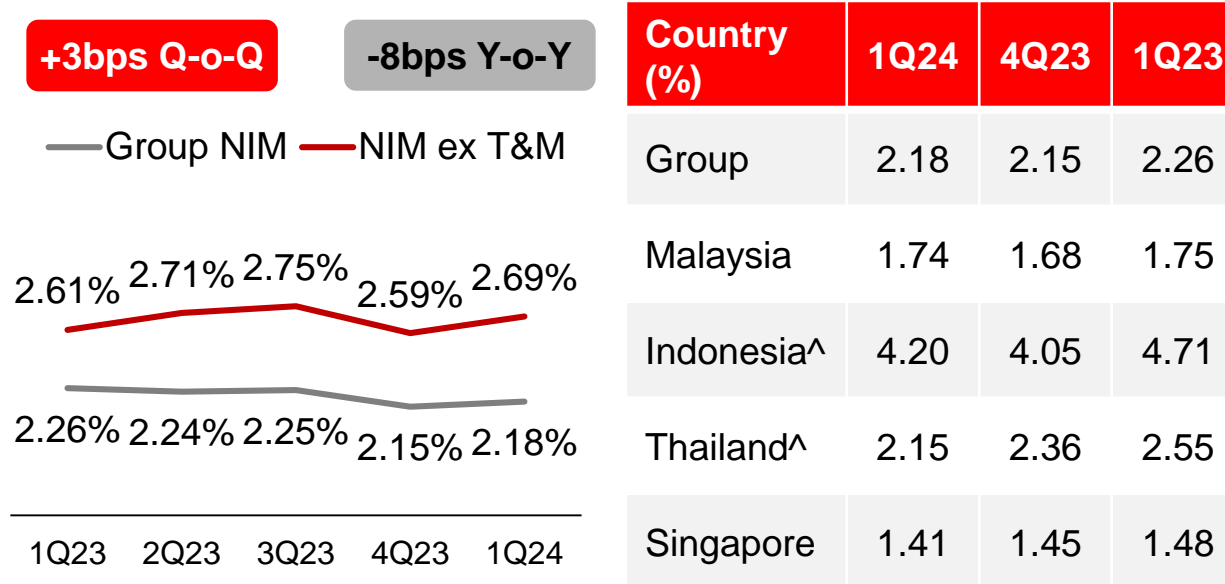 +3bps Q-o-Q
-8bps Y-o-Y
Group NIM NIM ex T&M
2.61% 2.71% 2.75% 2.59% 2.69%
2.26% 2.24% 2.25% 2.15% 2.18%
1Q23 2Q23 3Q23 4Q23 1Q24
Country
(%) 1Q24 4Q23 1Q23
Group 2.18 2.15 2.26
Malaysia 1.74 1.68 1.75
Indonesia^ 4.20 4.05 4.71
Thailand^ 2.15 2.36 2.55
Singapore 1.41 1.45 1.48